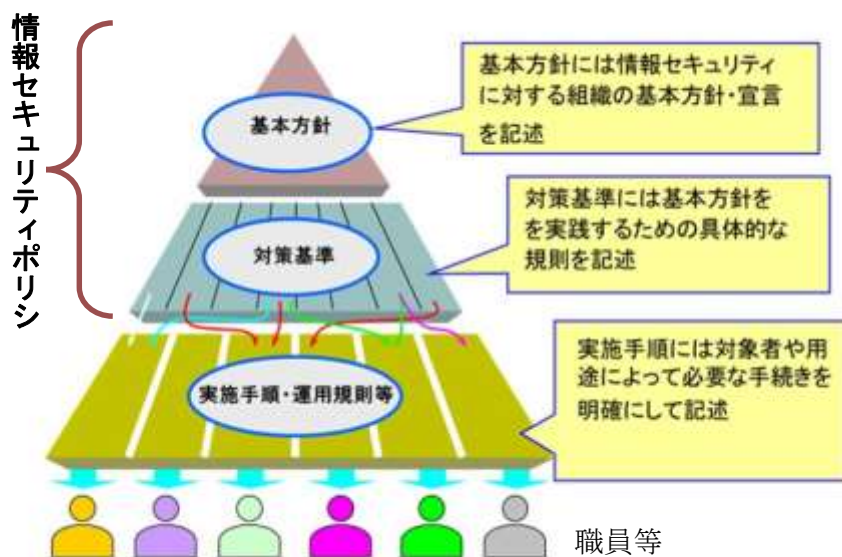 情報セキュリティポリシ
基本方針
基本方針には情報セキュリティ
に対する組織の基本方針・宣言
を記述
対策基準
対策基準には基本方針を
を実践するための具体的な
規則を記述
実施手順・運用規則等
実施手順には対象者や用
途によって必要な手続きを
明確にして記述
職員等